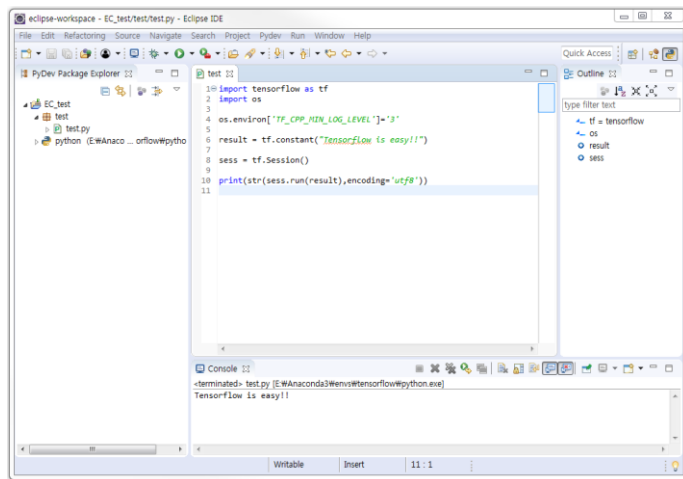 eclipse-workspace - EC_test/test/test.py - Eclipse IDE
File Edit Refactoring Source Navigate Search Project Pydev Run Window Help
Quick Access
PyDev Package Explorer
EC_test
test
test.py
python (E:₩Anaco ... orflow₩pytho
test
1 import tensorflow as tf
2 import os
3
4 os.environ['TF_CPP_MIN_LOG_LEVEL']='3'
5
6 result = tf.constant("Tensorflow is easy!!")
7
8 sess = tf.Session()
9
10 print(str(sess.run(result),encoding='utf8'))
11
Outline
type filter text
tf = tensorflow
os
result
sess
Console
<terminated> test.py [E:₩Anaconda3₩envs₩tensorflow₩python.exe]
Tensorflow is easy!!
Writable Insert 11 : 1